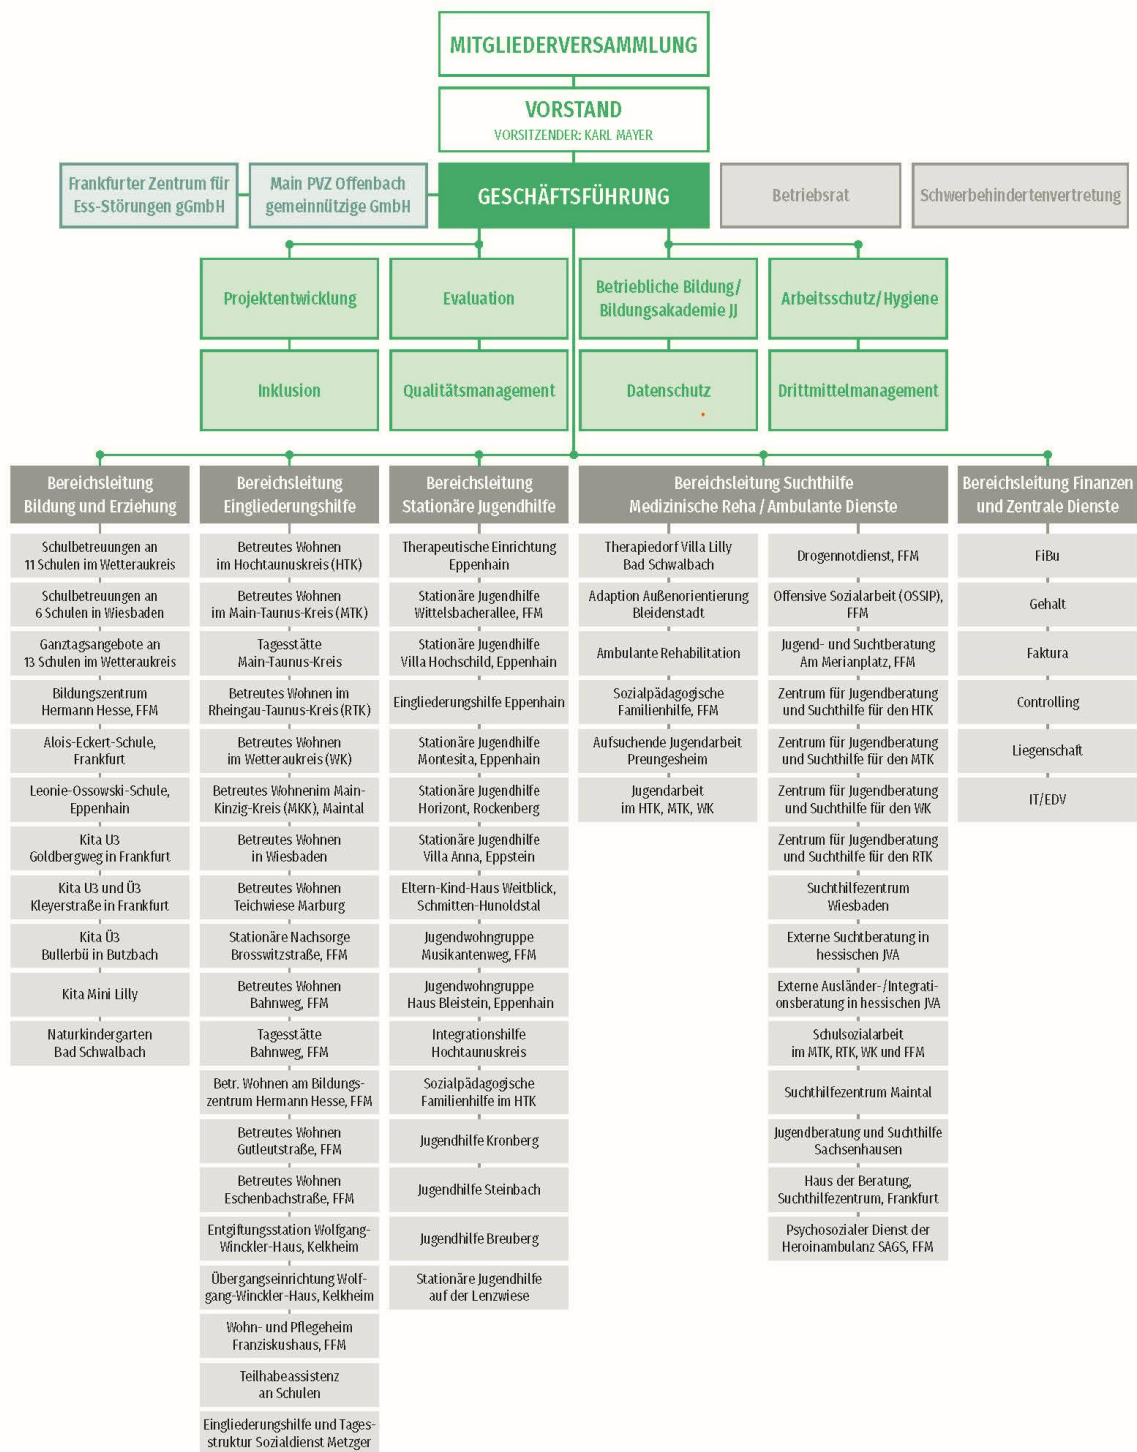 MITGLIEDERVERSAMMLUNG
VORSTAND
VORSITZENDER: KARL MAYER
Frankfurter Zentrum für
Ess-Störungen gGmbH
Main PVZ Offenbach
gemeinnützige GmbH
GESCHÄFTSFÜHRUNG
Betriebsrat
Schwerbehindertenvertretung
Projektentwicklung
Evaluation
Betriebliche Bildung/
Bildungsakademie JJ
Arbeitsschutz/Hygiene
Inklusion
Qualitätsmanagement
Datenschutz
Drittmittelmanagement
Bereichsleitung
Bildung und Erziehung
Schulbetreuungen an
11 Schulen im Wetteraukreis
Schulbetreuungen an
6 Schulen in Wiesbaden
Ganztagsangebote an
13 Schulen im Wetteraukreis
Bildungszentrum
Hermann Hesse, FFM
Alois-Eckert-Schule,
Frankfurt
Leonie-Ossowski-Schule,
Eppenhain
Kita U3
Goldbergweg in Frankfurt
Kita U3 und Ü3
Kleyerstraße in Frankfurt
Kita Ü3
Bullerbü in Butzbach
Kita Mini Lilly
Naturkindergarten
Bad Schwalbach
Bereichsleitung
Eingliederungshilfe
Betreutes Wohnen
im Hochtaunuskreis (HTK)
Betreutes Wohnen
im Main-Taunus-Kreis (MTK)
Tagesstätte
Main-Taunus-Kreis
Betreutes Wohnen im
Rheingau-Taunus-Kreis (RTK)
Betreutes Wohnen
im Wetteraukreis (WK)
Betreutes Wohnenim Main-
Kinzig-Kreis (MKK), Maintal
Betreutes Wohnen
in Wiesbaden
Betreutes Wohnen
Teichwiese Marburg
Stationäre Nachsorge
Brosswitzstraße, FFM
Betreutes Wohnen
Bahnweg, FFM
Tagesstätte
Bahnweg, FFM
Betr. Wohnen am Bildungs-
zentrum Hermann Hesse, FFM
Betreutes Wohnen
Gutleutstraße, FFM
Betreutes Wohnen
Eschenbachstraße, FFM
Entgiftungsstation Wolfgang-
Winckler-Haus, Kelkheim
Übergangseinrichtung Wolf-
gang-Winckler-Haus, Kelkheim
Wohn- und Pflegeheim
Franziskushaus, FFM
Teilhabeassistenz
an Schulen
Eingliederungshilfe und Tages-
struktur Sozialdienst Metzger
Bereichsleitung
Stationäre Jugendhilfe
Therapeutische Einrichtung
Eppenhain
Stationäre Jugendhilfe
Wittelsbacherallee, FFM
Stationäre Jugendhilfe
Villa Hochschild, Eppenhain
Eingliederungshilfe Eppenhain
Stationäre Jugendhilfe
Montesita, Eppenhain
Stationäre Jugendhilfe
Horizont, Rockenberg
Stationäre Jugendhilfe
Villa Anna, Eppstein
Eltern-Kind-Haus Weitblick,
Schmitten-Hunoldstal
Jugendwohngruppe
Musikantenweg, FFM
Jugendwohngruppe
Haus Bleistein, Eppenhain
Integrationshilfe
Hochtaunuskreis
Sozialpädagogische
Familienhilfe im HTK
Jugendhilfe Kronberg
Jugendhilfe Steinbach
Jugendhilfe Breuberg
Stationäre Jugendhilfe
auf der Lenzwiese
Bereichsleitung Suchthilfe
Medizinische Reha / Ambulante Dienste
Therapiedorf Villa Lilly
Bad Schwalbach
Adaption Außenorientierung
Bleidenstadt
Ambulante Rehabilitation
Sozialpädagogische
Familienhilfe, FFM
Aufsuchende Jugendarbeit
Preungesheim
Jugendarbeit
im HTK, MTK, WK
Drogennotdienst, FFM
Offensive Sozialarbeit (OSSIP),
FFM
Jugend- und Suchtberatung
Am Merianplatz, FFM
Zentrum für Jugendberatung
und Suchthilfe für den HTK
Zentrum für Jugendberatung
und Suchthilfe für den MTK
Zentrum für Jugendberatung
und Suchthilfe für den WK
Zentrum für Jugendberatung
und Suchthilfe für den RTK
Suchthilfezentrum
Wiesbaden
Externe Suchtberatung in
hessischen JVA
Externe Ausländer-/Integrati-
onsberatung in hessischen JVA
Schulsozialarbeit
im MTK, RTK, WK und FFM
Suchthilfezentrum Maintal
Jugendberatung und Suchthilfe
Sachsenhausen
Haus der Beratung,
Suchthilfezentrum, Frankfurt
Psychosozialer Dienst der
Heroinambulanz SAGS, FFM
Bereichsleitung Finanzen
und Zentrale Dienste
FiBu
Gehalt
Faktura
Controlling
Liegenschaft
IT/EDV